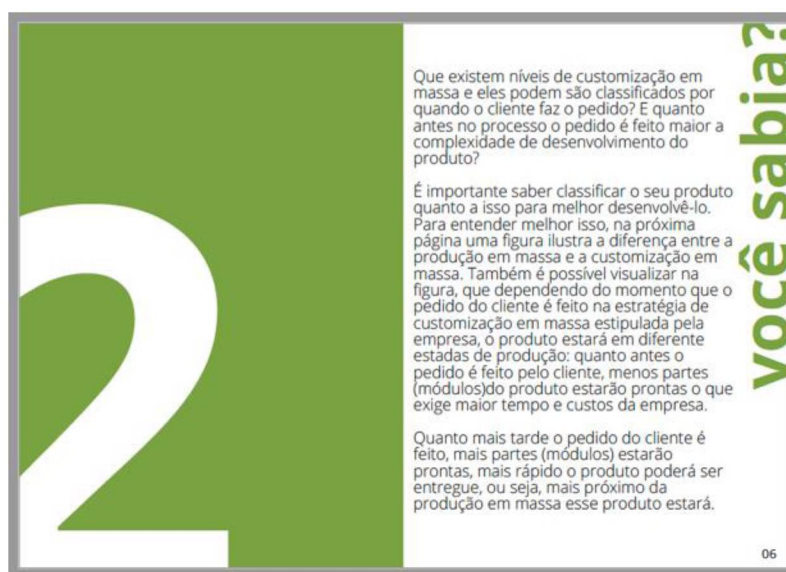 2
você sabia?
Que existem níveis de customização em
massa e eles podem são classificados por
quando o cliente faz o pedido? E quanto
antes no processo o pedido é feito maior a
complexidade de desenvolvimento do
produto?
É importante saber classificar o seu produto
quanto a isso para melhor desenvolvê-lo.
Para entender melhor isso, na próxima
página uma figura ilustra a diferença entre a
produção em massa e a customização em
massa. Também é possível visualizar na
figura, que dependendo do momento que o
pedido do cliente é feito na estratégia de
customização em massa estipulada pela
empresa, o produto estará em diferente
estadas de produção: quanto antes o
pedido é feito pelo cliente, menos partes
(módulos)do produto estarão prontas o que
exige maior tempo e custos da empresa.
Quanto mais tarde o pedido do cliente é
feito, mais partes (módulos) estarão
prontas, mais rápido o produto poderá ser
entregue, ou seja, mais próximo da
produção em massa esse produto estará.
06